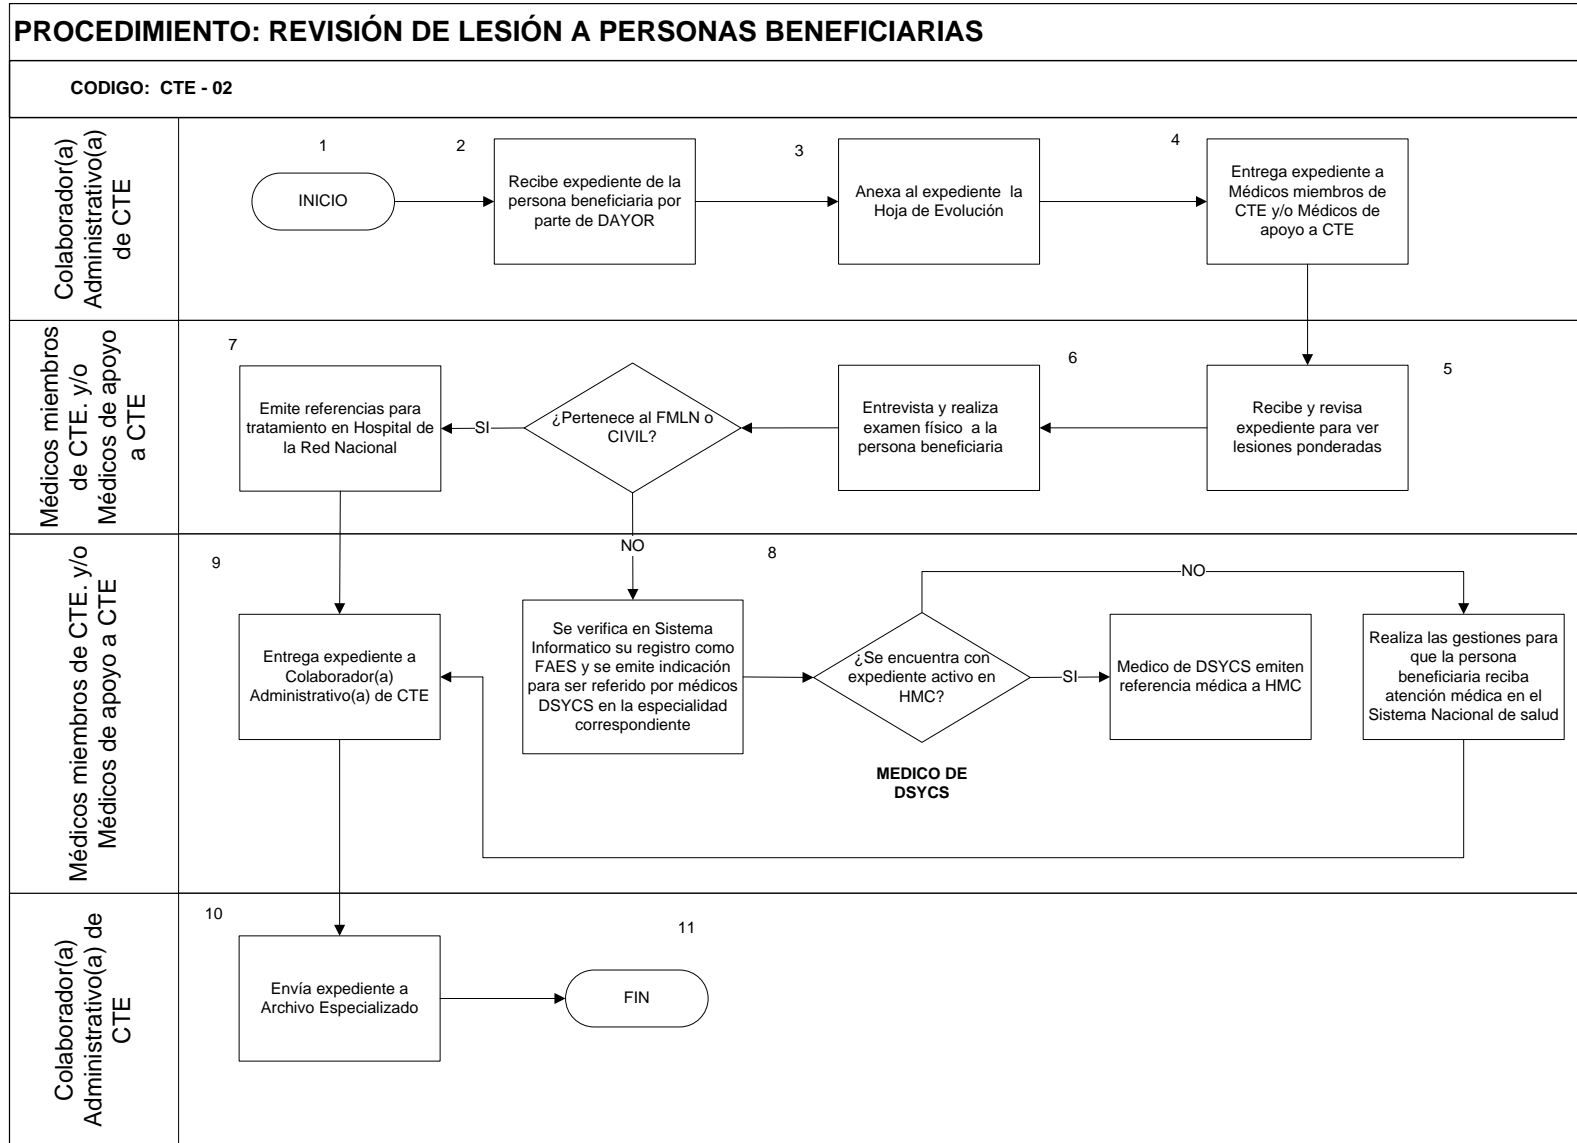 PROCEDIMIENTO: REVISIÓN DE LESIÓN A PERSONAS BENEFICIARIAS
CODIGO: CTE - 02
Colaborador(a)
Administrativo(a)
de CTE
1
INICIO
2
Recibe expediente de la
persona beneficiaria por
parte de DAYOR
3
Anexa al expediente la
Hoja de Evolución
4
Entrega expediente a
Médicos miembros de
CTE y/o Médicos de
apoyo a CTE
Médicos miembros
de CTE. y/o
Médicos de apoyo
a CTE
5
Recibe y revisa
expediente para ver
lesiones ponderadas
6
Entrevista y realiza
examen físico a la
persona beneficiaria
¿Pertenece al FMLN o
CIVIL?
SI
7
Emite referencias para
tratamiento en Hospital de
la Red Nacional
NO
Médicos miembros de CTE. y/o
Médicos de apoyo a CTE
8
Se verifica en Sistema
Informatico su registro como
FAES y se emite indicación
para ser referido por médicos
DSYCS en la especialidad
correspondiente
¿Se encuentra con
expediente activo en
HMC?
MEDICO DE
DSYCS
SI
Medico de DSYCS emiten
referencia médica a HMC
NO
Realiza las gestiones para
que la persona
beneficiaria reciba
atención médica en el
Sistema Nacional de salud
9
Entrega expediente a
Colaborador(a)
Administrativo(a) de CTE
Colaborador(a)
Administrativo(a) de
CTE
10
Envía expediente a
Archivo Especializado
11
FIN